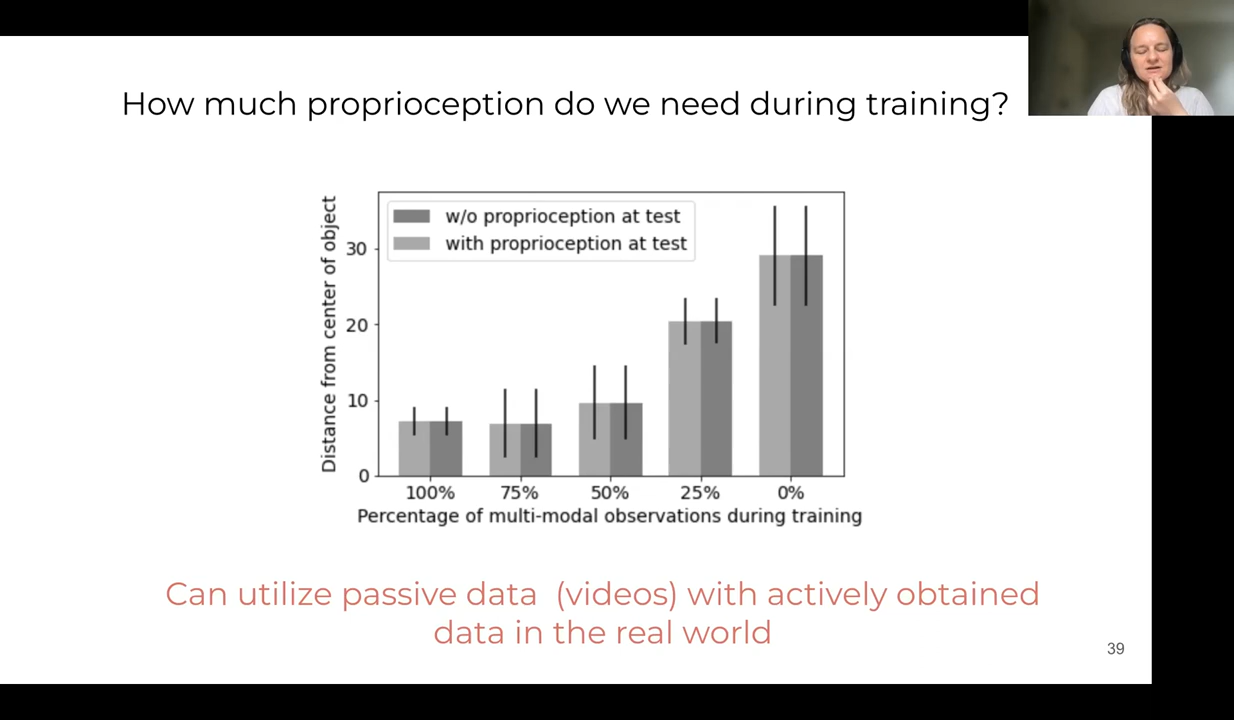 How much proprioception do we need during training?
Distance from center of object
w/o proprioception at test
with proprioception at test
30
20
10
0
100% 75% 50% 25% 0%
Percentage of multi-modal observations during training
Can utilize passive data (videos) with actively obtained
data in the real world
39